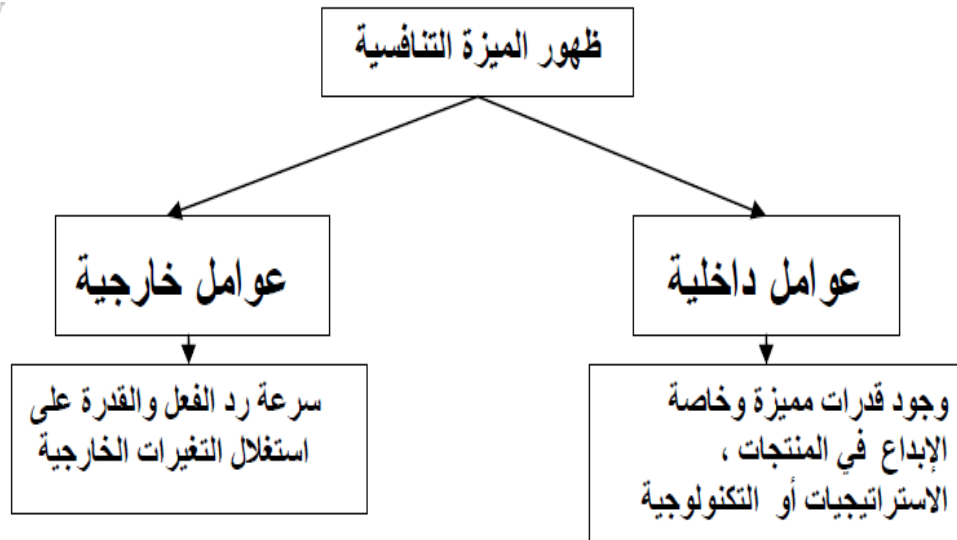 ظهور الميزة التنافسية
عوامل داخلية
عوامل خارجية
وجود قدرات مميزة وخاصة
الإبداع في المنتجات ،
الاستراتيجيات أو التكنولوجية
سرعة رد الفعل والقدرة على
استغلال التغيرات الخارجية